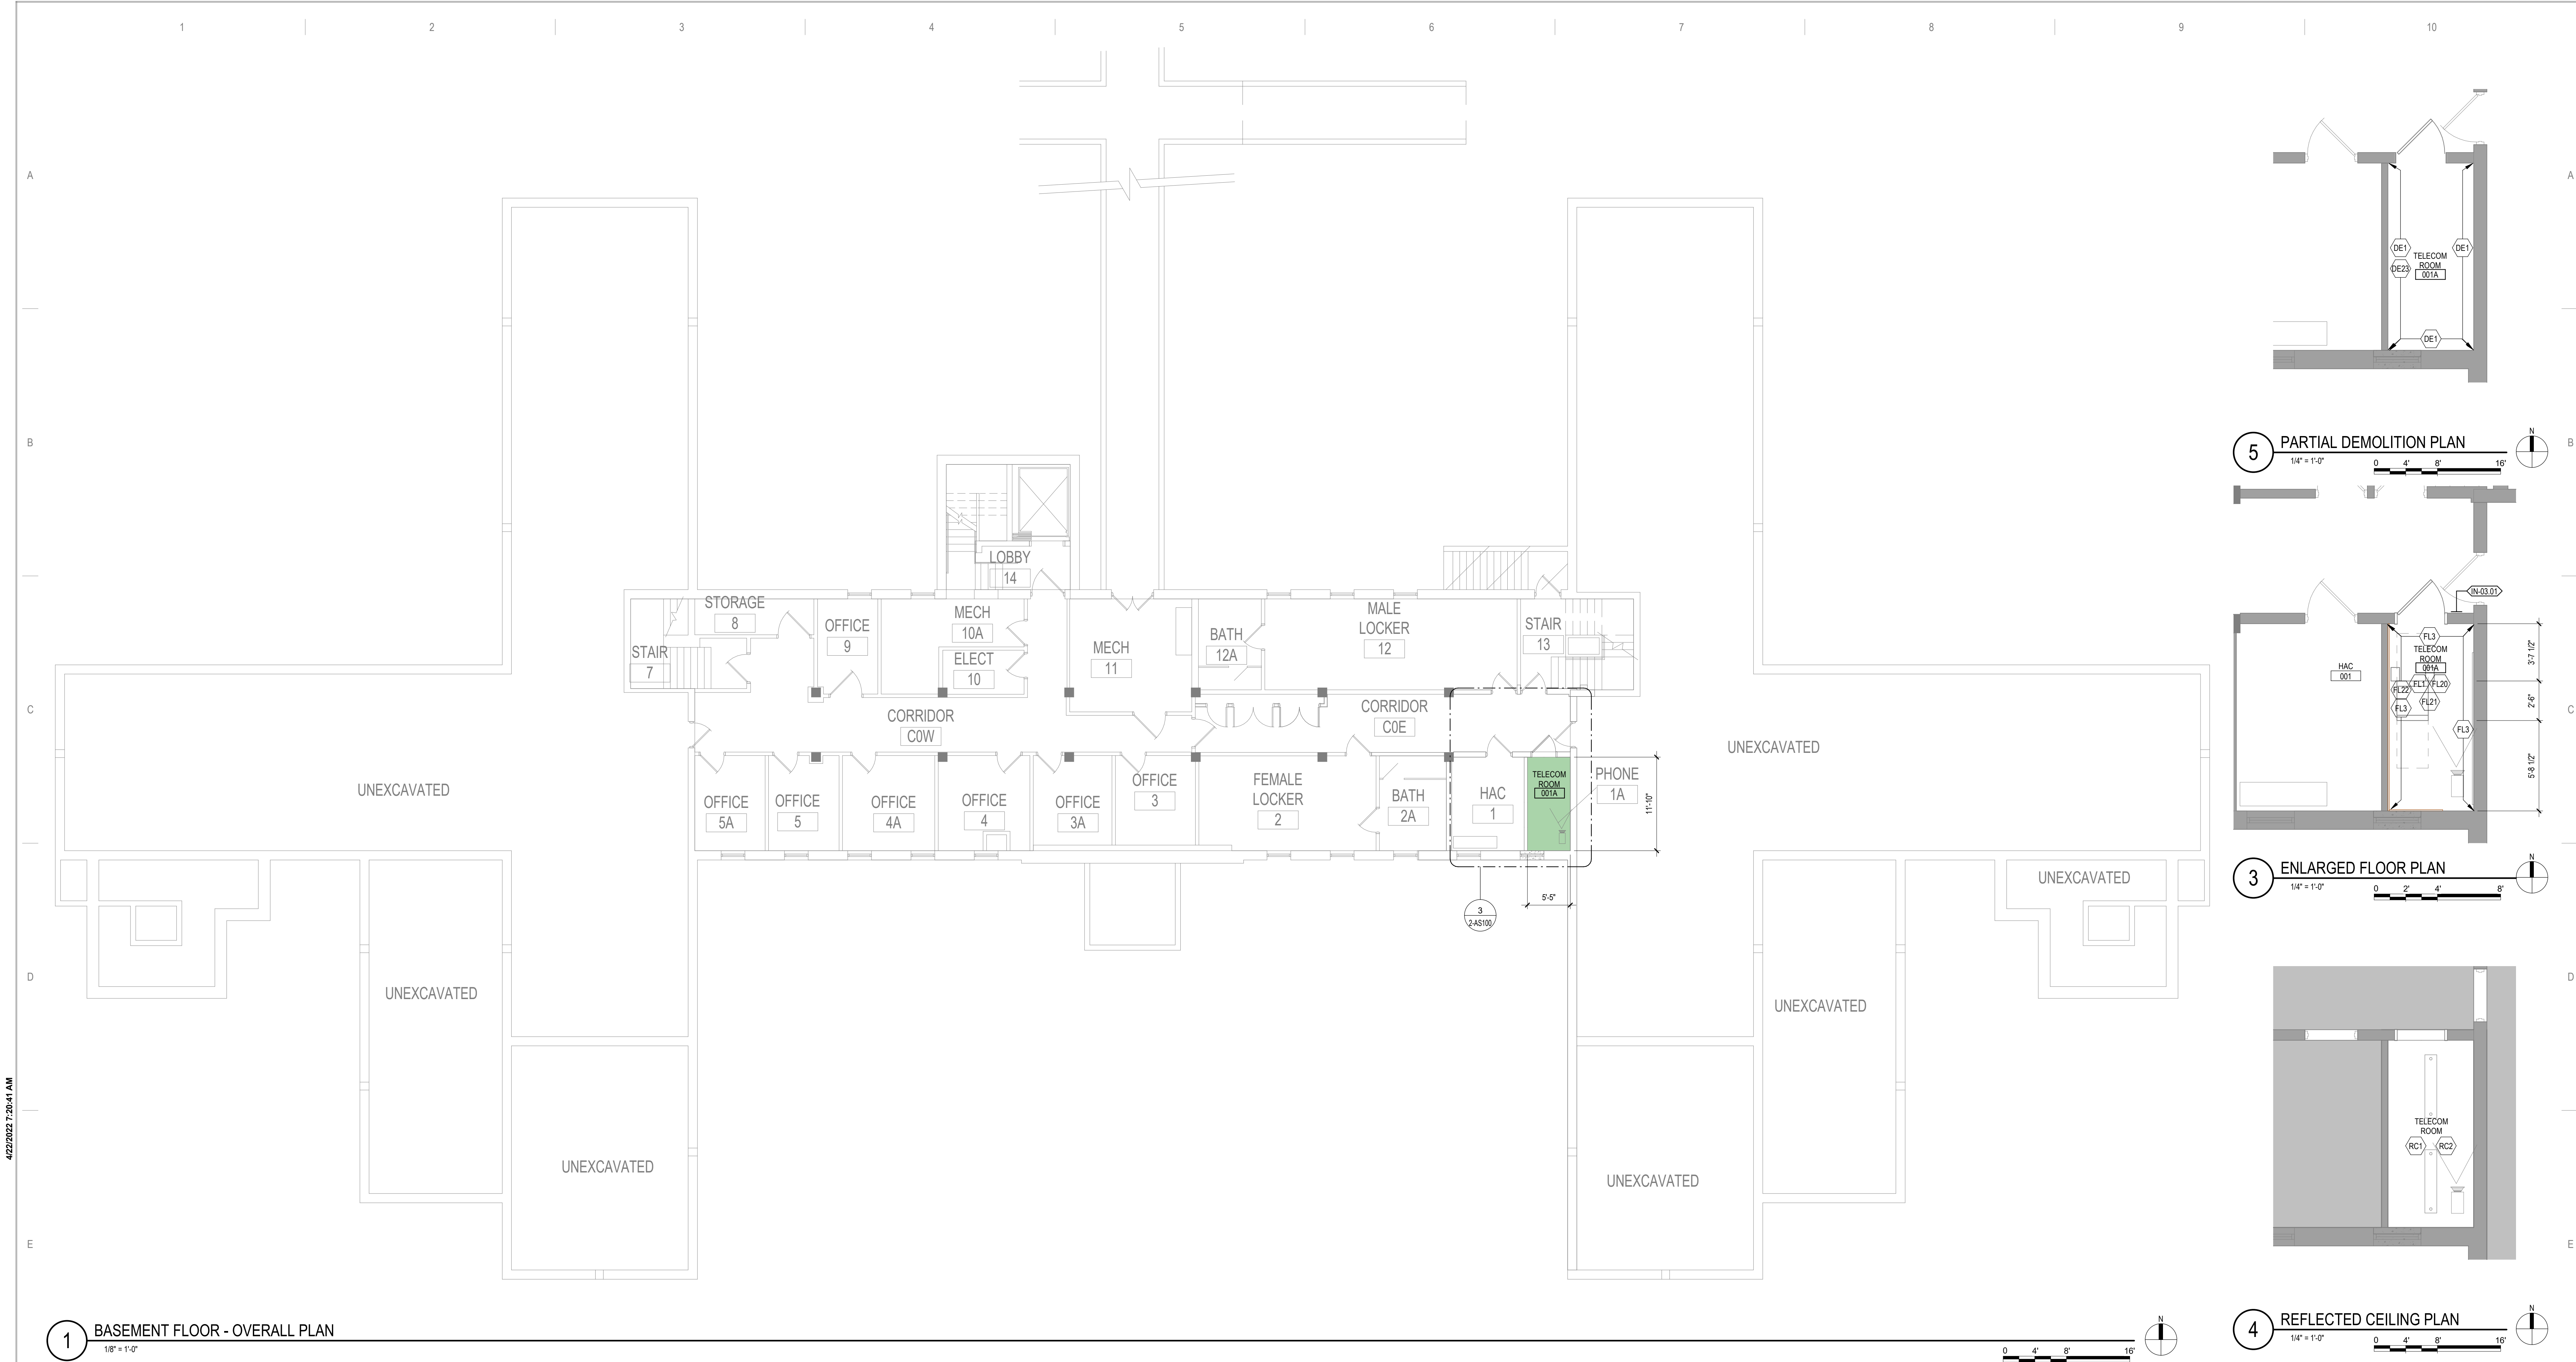 1 2 3 4 5 6 7 8 9 10
A
A
B
B
C
C
D
D
E
E
4/22/2022 7:20:41 AM
LOBBY
14
STORAGE
8
STAIR
7
OFFICE
9
MECH
10A
ELECT
10
MECH
11
BATH
12A
MALE
LOCKER
12
STAIR
13
CORRIDOR
C0W
CORRIDOR
C0E
OFFICE
5A
OFFICE
5
OFFICE
4A
OFFICE
4
OFFICE
3A
OFFICE
3
FEMALE
LOCKER
2
BATH
2A
HAC
1
TELECOM
ROOM
001A
PHONE
1A
11'-10"
5'-5"
3
2-AS100
UNEXCAVATED
UNEXCAVATED
UNEXCAVATED
UNEXCAVATED
UNEXCAVATED
UNEXCAVATED
UNEXCAVATED
1
BASEMENT FLOOR - OVERALL PLAN
1/8" = 1'-0"
0 4' 8' 16'
N
DE1
DE1
DE23
TELECOM
ROOM
001A
DE1
5
PARTIAL DEMOLITION PLAN
1/4" = 1'-0"
0 4' 8' 16'
N
IN-03.01
FL3
TELECOM
ROOM
001A
HAC
001
FL22
FL1
FL20
FL3
FL21
FL3
3'-7 1/2"
2'-6"
5'-8 1/2"
3
ENLARGED FLOOR PLAN
1/4" = 1'-0"
0 2' 4' 8'
N
TELECOM
ROOM
RC1
RC2
4
REFLECTED CEILING PLAN
1/4" = 1'-0"
0 4' 8' 16'
N